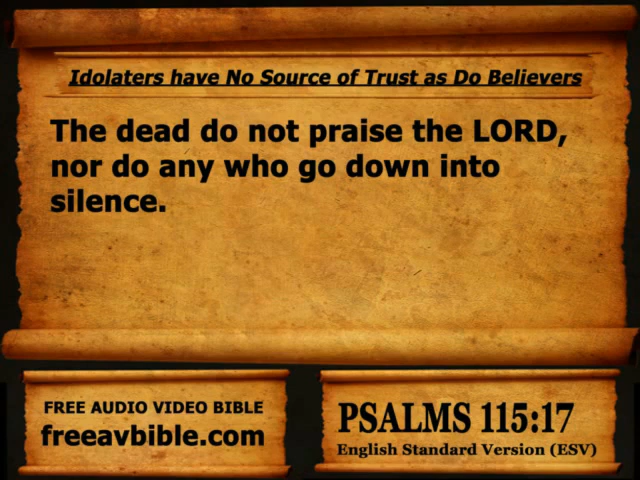 Idolaters have No Source of Trust as Do Believers
The dead do not praise the LORD,
nor do any who go down into
silence.
FREE AUDIO VIDEO BIBLE
freeavbible.com
PSALMS 115:17
English Standard Version (ESV)